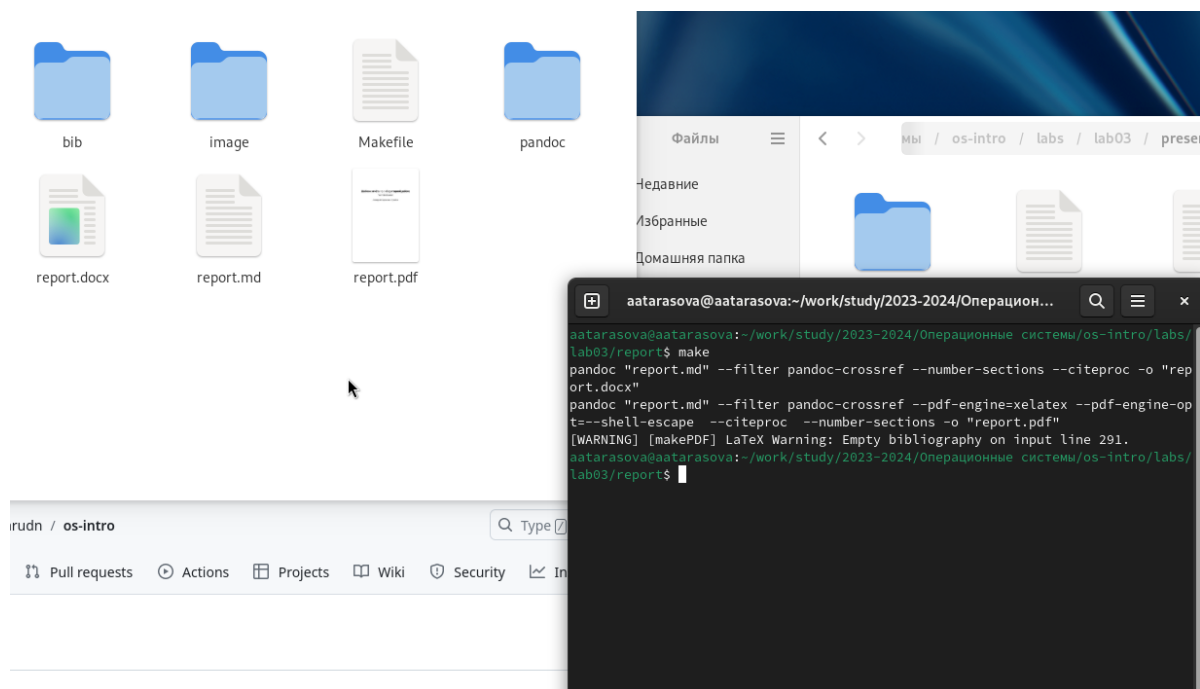 bib
image
Makefile
pandoc
report.docx
report.md
report.pdf
Файлы
мы / os-intro / labs / lab03 / presen
Недавние
Избранные
Домашняя папка
aatarasova@aatarasova:~/work/study/2023-2024/Операцион...
aatarasova@aatarasova:~/work/study/2023-2024/Операционные системы/os-intro/labs/
lab03/report$ make
pandoc "report.md" --filter pandoc-crossref --number-sections --citeproc -o "rep
ort.docx"
pandoc "report.md" --filter pandoc-crossref --pdf-engine=xelatex --pdf-engine-op
t=--shell-escape  --citeproc  --number-sections -o "report.pdf"
[WARNING] [makePDF] LaTeX Warning: Empty bibliography on input line 291.
aatarasova@aatarasova:~/work/study/2023-2024/Операционные системы/os-intro/labs/
lab03/report$
rudn / os-intro
Type /
Pull requests
Actions
Projects
Wiki
Security
In